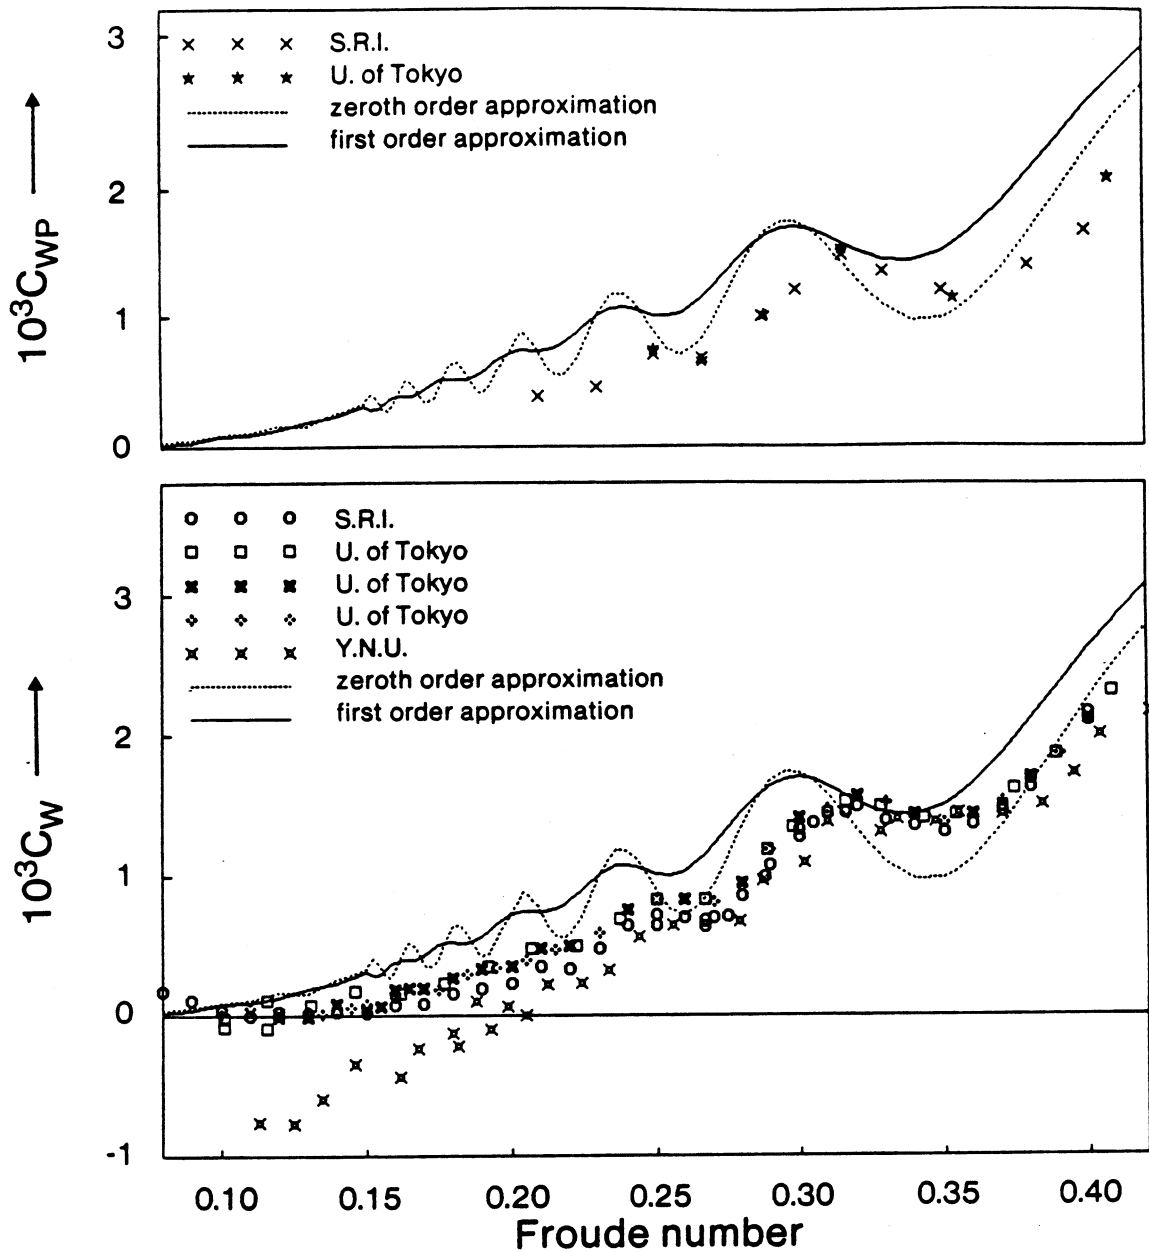 3
S.R.I.
U. of Tokyo
zeroth order approximation
first order approximation
2
10³C_WP
1
0
S.R.I.
U. of Tokyo
U. of Tokyo
U. of Tokyo
Y.N.U.
zeroth order approximation
first order approximation
3
2
10³C_W
1
0
-1
0.10 0.15 0.20 0.25 0.30 0.35 0.40
Froude number